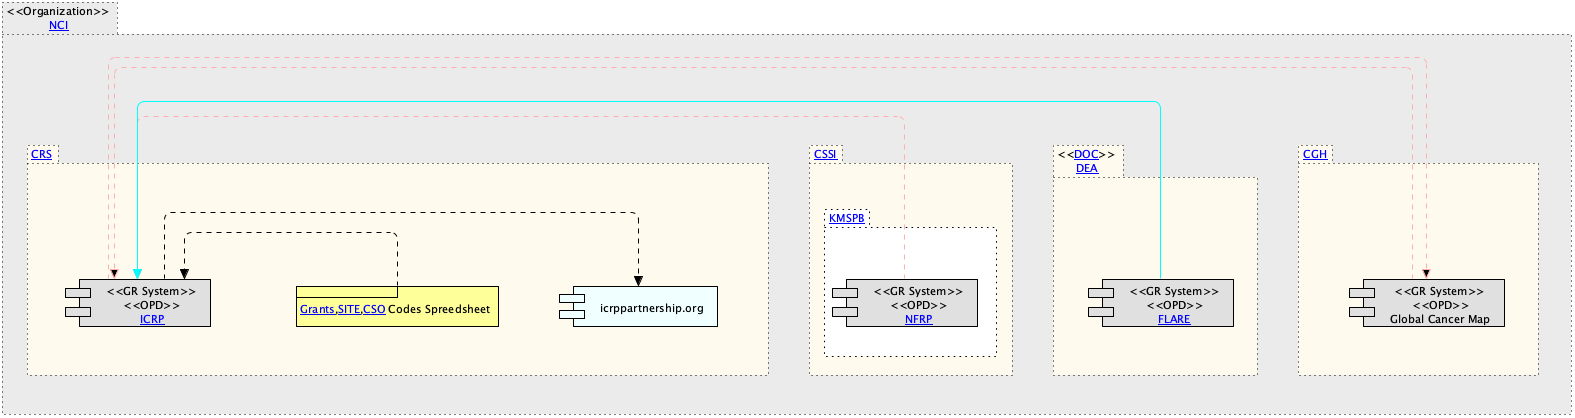 <<Organization>>
NCI
CRS
CSSI
<<DOC>>
DEA
CGH
KMSPB
<<GR System>>
<<OPD>>
ICRP
Grants,SITE,CSO Codes Spreedsheet
icrppartnership.org
<<GR System>>
<<OPD>>
NFRP
<<GR System>>
<<OPD>>
FLARE
<<GR System>>
<<OPD>>
Global Cancer Map